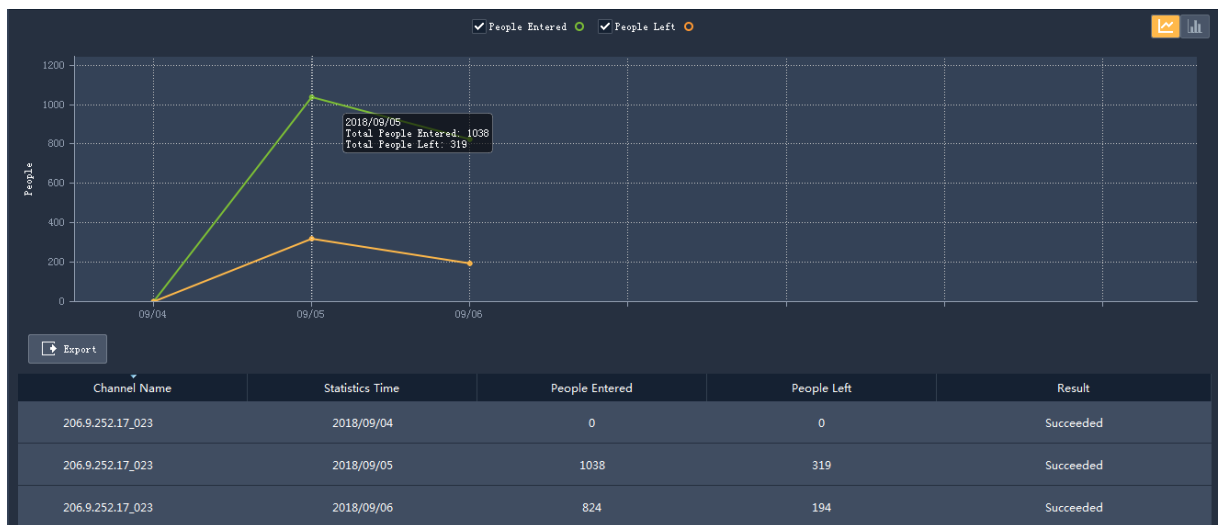 People Entered People Left
1200
1000
800
600
400
200
0
People
2018/09/05
Total People Entered: 1038
Total People Left: 319
09/04 09/05 09/06
Export
Channel Name Statistics Time People Entered People Left Result
206.9.252.17_023 2018/09/04 0 0 Succeeded
206.9.252.17_023 2018/09/05 1038 319 Succeeded
206.9.252.17_023 2018/09/06 824 194 Succeeded